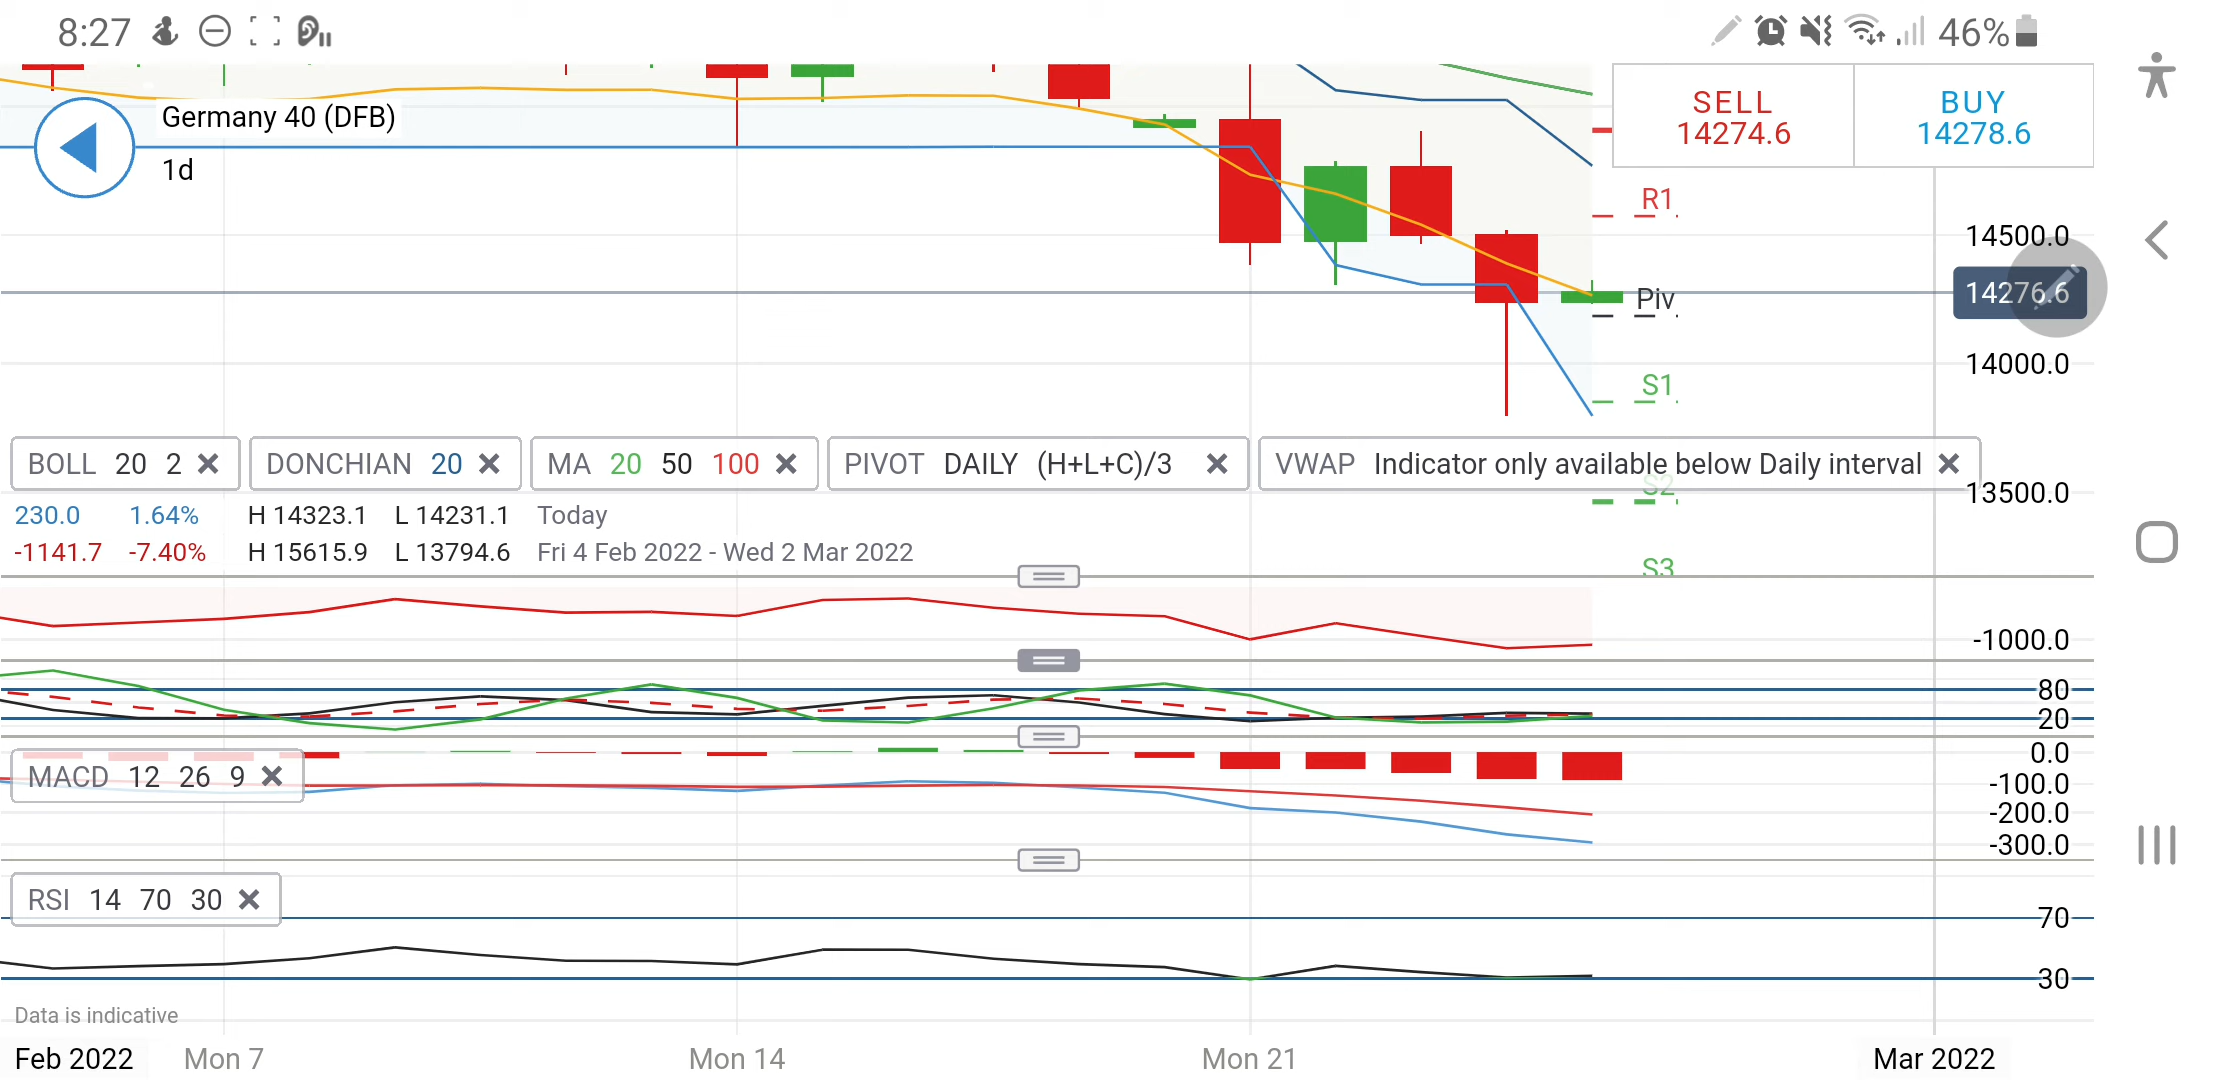 8:27
46%
Germany 40 (DFB)
1d
SELL
14274.6
BUY
14278.6
R1
14500.0
14276.6
Piv
14000.0
S1
BOLL 20 2
DONCHIAN 20
MA 20 50 100
PIVOT DAILY (H+L+C)/3
VWAP Indicator only available below Daily interval
S2
13500.0
230.0 1.64% H 14323.1 L 14231.1 Today
-1141.7 -7.40% H 15615.9 L 13794.6 Fri 4 Feb 2022 - Wed 2 Mar 2022
S3
-1000.0
80
20
0.0
MACD 12 26 9
-100.0
-200.0
-300.0
RSI 14 70 30
70
30
Data is indicative
Feb 2022 Mon 7 Mon 14 Mon 21 Mar 2022